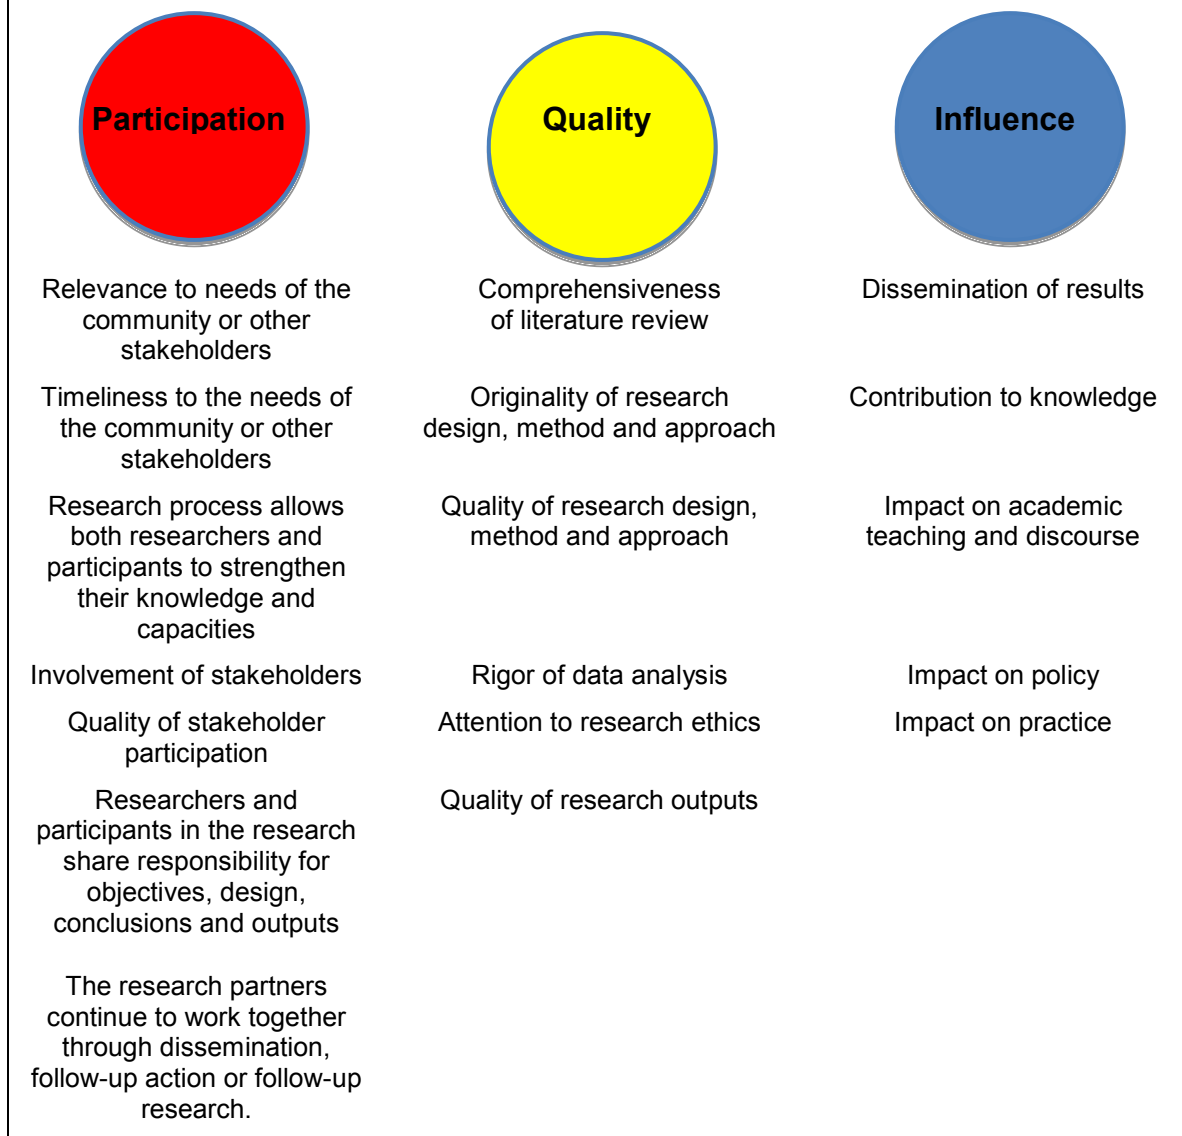 Participation
Quality
Influence
Relevance to needs of the
community or other
stakeholders
Comprehensiveness
of literature review
Dissemination of results
Timeliness to the needs of
the community or other
stakeholders
Originality of research
design, method and approach
Contribution to knowledge
Research process allows
both researchers and
participants to strengthen
their knowledge and
capacities
Quality of research design,
method and approach
Impact on academic
teaching and discourse
Involvement of stakeholders
Rigor of data analysis
Impact on policy
Quality of stakeholder
participation
Attention to research ethics
Impact on practice
Researchers and
participants in the research
share responsibility for
objectives, design,
conclusions and outputs
Quality of research outputs
The research partners
continue to work together
through dissemination,
follow-up action or follow-up
research.